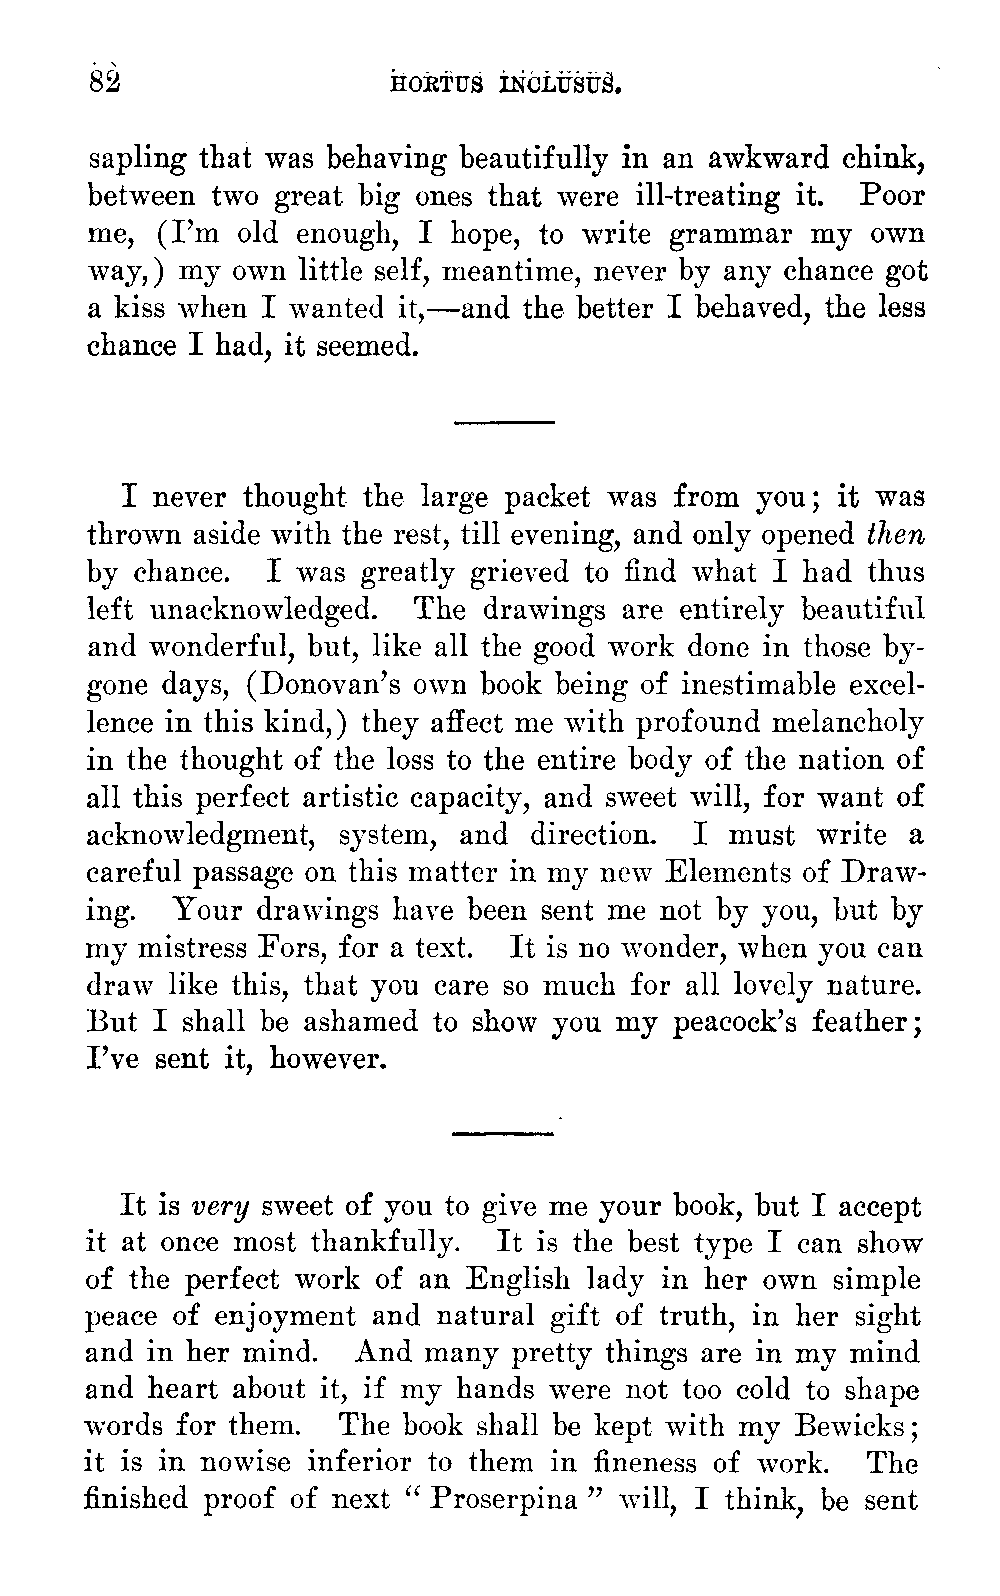 82 HORTUS INCLUSUS.
sapling that was behaving beautifully in an awkward chink,
between two great big ones that were ill-treating it. Poor
me, (I'm old enough, I hope, to write grammar my own
way,) my own little self, meantime, never by any chance got
a kiss when I wanted it,—and the better I behaved, the less
chance I had, it seemed.
I never thought the large packet was from you; it was
thrown aside with the rest, till evening, and only opened then
by chance. I was greatly grieved to find what I had thus
left unacknowledged. The drawings are entirely beautiful
and wonderful, but, like all the good work done in those by-
gone days, (Donovan's own book being of inestimable excel-
lence in this kind,) they affect me with profound melancholy
in the thought of the loss to the entire body of the nation of
all this perfect artistic capacity, and sweet will, for want of
acknowledgment, system, and direction. I must write a
careful passage on this matter in my new Elements of Draw-
ing. Your drawings have been sent me not by you, but by
my mistress Fors, for a text. It is no wonder, when you can
draw like this, that you care so much for all lovely nature.
But I shall be ashamed to show you my peacock's feather;
I've sent it, however.
It is very sweet of you to give me your book, but I accept
it at once most thankfully. It is the best type I can show
of the perfect work of an English lady in her own simple
peace of enjoyment and natural gift of truth, in her sight
and in her mind. And many pretty things are in my mind
and heart about it, if my hands were not too cold to shape
words for them. The book shall be kept with my Bewicks;
it is in nowise inferior to them in fineness of work. The
finished proof of next “ Proserpina ” will, I think, be sent